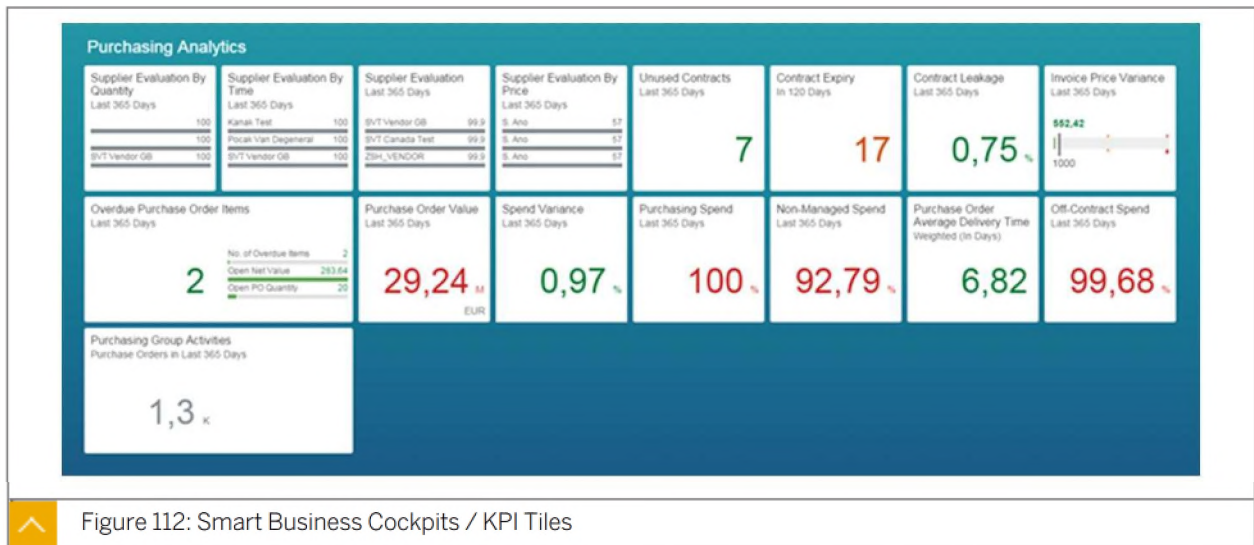 Purchasing Analytics
Supplier Evaluation By
Quantity
Last 365 Days
100
100
SVT Vendor GB 100
Supplier Evaluation By
Time
Last 365 Days
Kanak Test 100
Pocak Van Degeneral 100
SVT Vendor GB 100
Supplier Evaluation
Last 365 Days
SVT Vendor GB 99.9
SVT Canada Test 99.9
ZSH_VENDOR 99.9
Supplier Evaluation By
Price
Last 365 Days
S. Ano 57
S. Ano 57
S. Ano 57
Unused Contracts
Last 365 Days
7
Contract Expiry
In 120 Days
17
Contract Leakage
Last 365 Days
0,75 %
Invoice Price Variance
Last 365 Days
552,42
1000
Overdue Purchase Order Items
Last 365 Days
2
No. of Overdue Items 2
Open Net Value 283.64
Open PO Quantity 20
Purchase Order Value
Last 365 Days
29,24 M
EUR
Spend Variance
Last 365 Days
0,97 %
Purchasing Spend
Last 365 Days
100 %
Non-Managed Spend
Last 365 Days
92,79 %
Purchase Order
Average Delivery Time
Weighted (In Days)
6,82
Off-Contract Spend
Last 365 Days
99,68 %
Purchasing Group Activities
Purchase Orders in Last 365 Days
1,3 K
Figure 112: Smart Business Cockpits / KPI Tiles